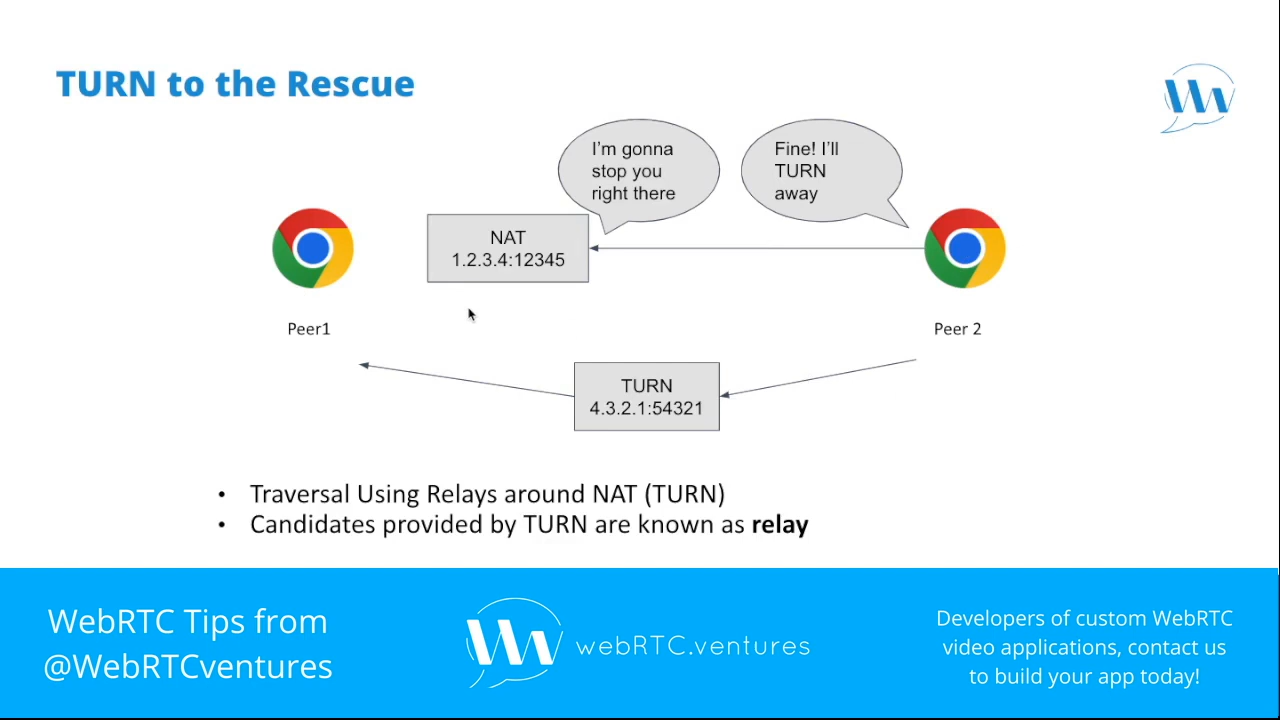 TURN to the Rescue
I'm gonna
stop you
right there
Fine! I'll
TURN
away
NAT
1.2.3.4:12345
Peer1
Peer 2
TURN
4.3.2.1:54321
• Traversal Using Relays around NAT (TURN)
• Candidates provided by TURN are known as relay
WebRTC Tips from
@WebRTCventures
webRTC.ventures
Developers of custom WebRTC
video applications, contact us
to build your app today!